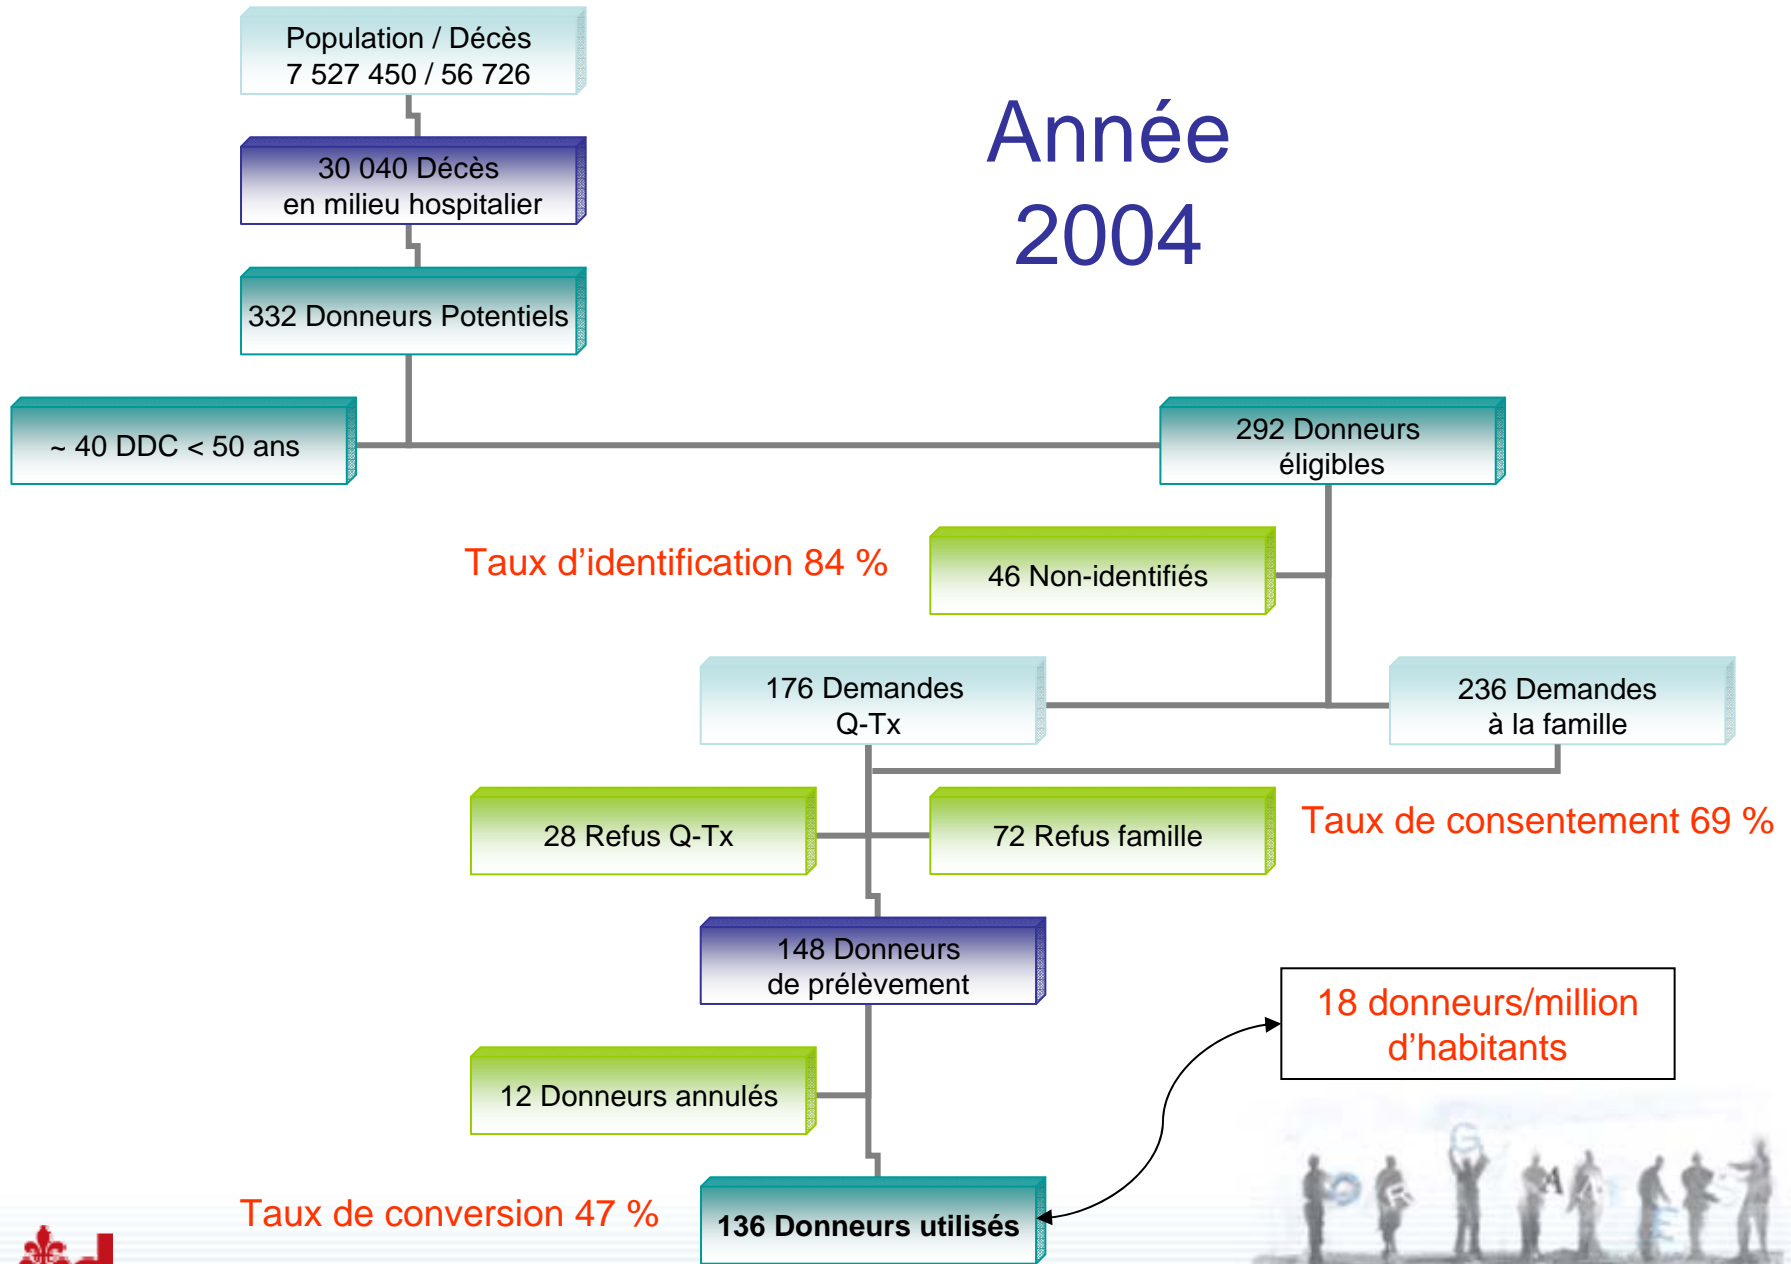 Population / Décès
7 527 450 / 56 726
Année
2004
30 040 Décès
en milieu hospitalier
332 Donneurs Potentiels
~ 40 DDC < 50 ans
292 Donneurs
éligibles
Taux d’identification 84 %
46 Non-identifiés
176 Demandes
Q-Tx
236 Demandes
à la famille
28 Refus Q-Tx
72 Refus famille
Taux de consentement 69 %
148 Donneurs
de prélèvement
18 donneurs/million
d’habitants
12 Donneurs annulés
Taux de conversion 47 %
136 Donneurs utilisés